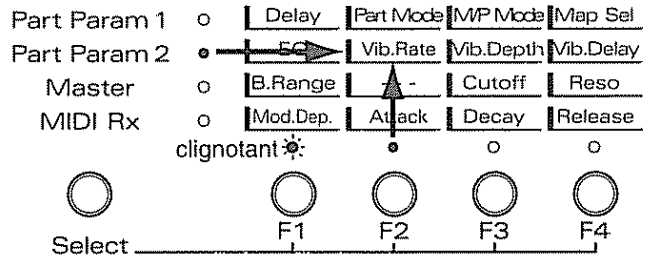 Part Param 1 Delay Part Mode M/P Mode Map Sel
Part Param 2 EQ Vib.Rate Vib.Depth Vib.Delay
Master B.Range - - Cutoff Reso
MIDI Rx Mod.Dep. Attack Decay Release
clignotant
F1 F2 F3 F4
Select